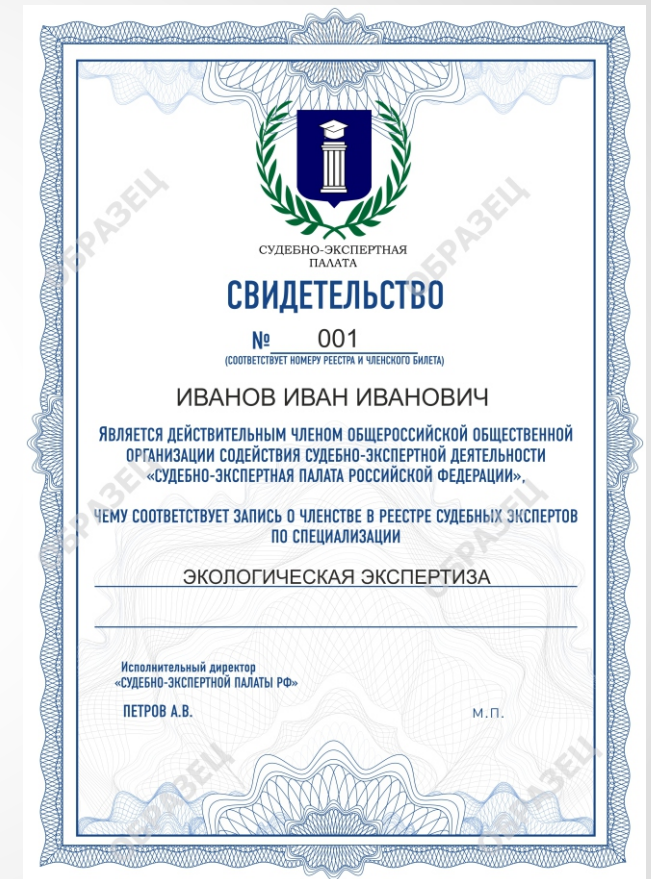 СУДЕБНО-ЭКСПЕРТНАЯ
ПАЛАТА
СВИДЕТЕЛЬСТВО
№ 001
(СООТВЕТСТВУЕТ НОМЕРУ РЕЕСТРА И ЧЛЕНСКОГО БИЛЕТА)
ИВАНОВ ИВАН ИВАНОВИЧ
ЯВЛЯЕТСЯ ДЕЙСТВИТЕЛЬНЫМ ЧЛЕНОМ ОБЩЕРОССИЙСКОЙ ОБЩЕСТВЕННОЙ
ОРГАНИЗАЦИИ СОДЕЙСТВИЯ СУДЕБНО-ЭКСПЕРТНОЙ ДЕЯТЕЛЬНОСТИ
«СУДЕБНО-ЭКСПЕРТНАЯ ПАЛАТА РОССИЙСКОЙ ФЕДЕРАЦИИ»,
ЧЕМУ СООТВЕТСТВУЕТ ЗАПИСЬ О ЧЛЕНСТВЕ В РЕЕСТРЕ СУДЕБНЫХ ЭКСПЕРТОВ
ПО СПЕЦИАЛИЗАЦИИ
ЭКОЛОГИЧЕСКАЯ ЭКСПЕРТИЗА
Исполнительный директор
«СУДЕБНО-ЭКСПЕРТНОЙ ПАЛАТЫ РФ»
ПЕТРОВ А.В.
М.П.
ОБРАЗЕЦ
ОБРАЗЕЦ
ОБРАЗЕЦ
ОБРАЗЕЦ
ОБРАЗЕЦ
ОБРАЗЕЦ